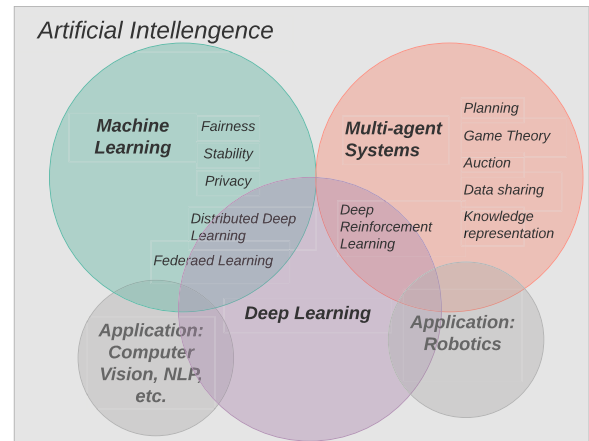 Artificial Intellengence
Machine
Learning
Fairness
Stability
Privacy
Distributed Deep
Learning
Federaed Learning
Multi-agent
Systems
Planning
Game Theory
Auction
Data sharing
Knowledge
representation
Deep
Reinforcement
Learning
Deep Learning
Application:
Computer
Vision, NLP,
etc.
Application:
Robotics